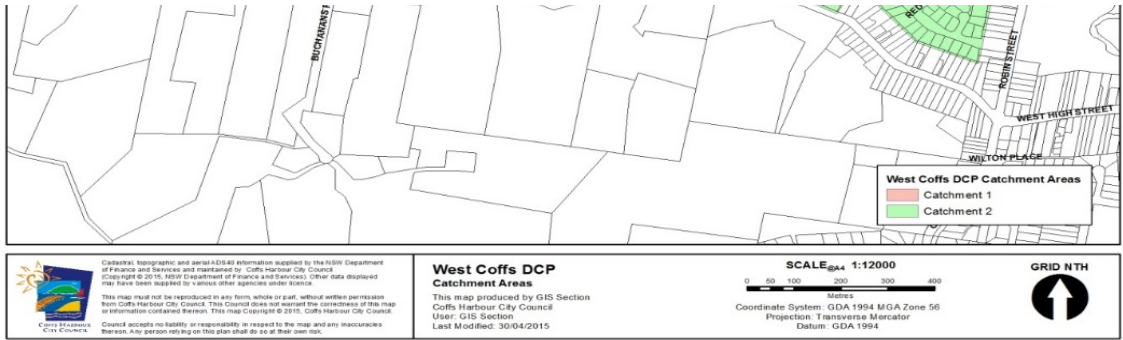 BUCHANAN
RED
ROBIN STREET
WEST HIGH STREET
WILTON PLACE
West Coffs DCP Catchment Areas
Catchment 1
Catchment 2
COFFS HARBOUR
CITY COUNCIL
Cadastral, topographic and aerial ADS40 information supplied by the NSW Department
of Finance and Services and maintained by Coffs Harbour City Council
(Copyright © 2015, NSW Department of Finance and Services). Other data displayed
may have been supplied by various other agencies under licence.
This map must not be reproduced in any form, whole or part, without written permission
from Coffs Harbour City Council. This Council does not warrant the correctness of this map
or information contained thereon. This map Copyright © 2015, Coffs Harbour City Council.
Council accepts no liability or responsibility in respect to the map and any inaccuracies
thereon. Any person relying on this plan shall do so at their own risk.
West Coffs DCP
Catchment Areas
This map produced by GIS Section
Coffs Harbour City Council
User: GIS Section
Last Modified: 30/04/2015
SCALE@A4 1:12000
0 50 100 200 300 400
Metres
Coordinate System: GDA 1994 MGA Zone 56
Projection: Transverse Mercator
Datum: GDA 1994
GRID NTH